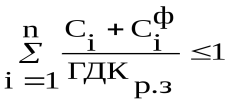 n
Σ
i = 1
C_i + C_i^ф
ГДК_р.з
≤1